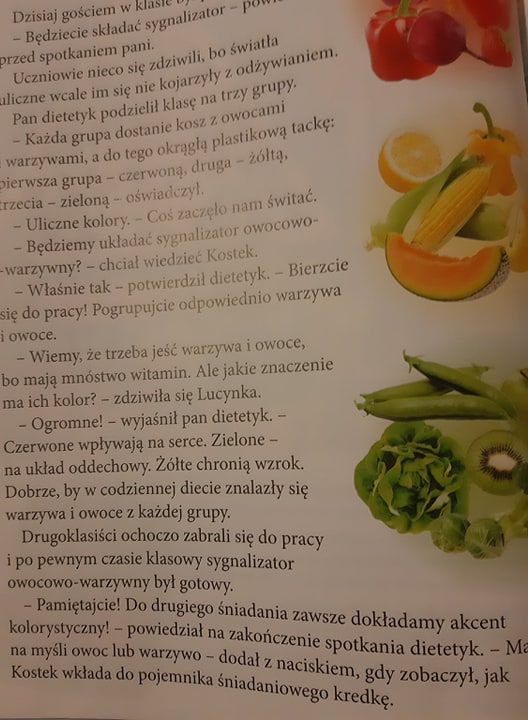 Dzisiaj gościem w klasie
– Będziecie składać sygnalizator –
przed spotkaniem pani.
Uczniowie nieco się zdziwili, bo światła
uliczne wcale im się nie kojarzyły z odżywianiem.
Pan dietetyk podzielił klasę na trzy grupy.
– Każda grupa dostanie kosz z owocami
i warzywami, a do tego okrągłą plastikową tackę:
pierwsza grupa – czerwoną, druga – żółtą,
trzecia – zieloną – oświadczył.
– Uliczne kolory. – Coś zaczęło nam świtać.
– Będziemy układać sygnalizator owocowo-
-warzywny? – chciał wiedzieć Kostek.
– Właśnie tak – potwierdził dietetyk. – Bierzcie
się do pracy! Pogrupujcie odpowiednio warzywa
i owoce.
– Wiemy, że trzeba jeść warzywa i owoce,
bo mają mnóstwo witamin. Ale jakie znaczenie
ma ich kolor? – zdziwiła się Lucynka.
– Ogromne! – wyjaśnił pan dietetyk. –
Czerwone wpływają na serce. Zielone –
na układ oddechowy. Żółte chronią wzrok.
Dobrze, by w codziennej diecie znalazły się
warzywa i owoce z każdej grupy.
Drugoklasiści ochoczo zabrali się do pracy
i po pewnym czasie klasowy sygnalizator
owocowo-warzywny był gotowy.
– Pamiętajcie! Do drugiego śniadania zawsze dokładamy akcent
kolorystyczny! – powiedział na zakończenie spotkania dietetyk. –
na myśli owoc lub warzywo – dodał z naciskiem, gdy zobaczył, jak
Kostek wkłada do pojemnika śniadaniowego kredkę.